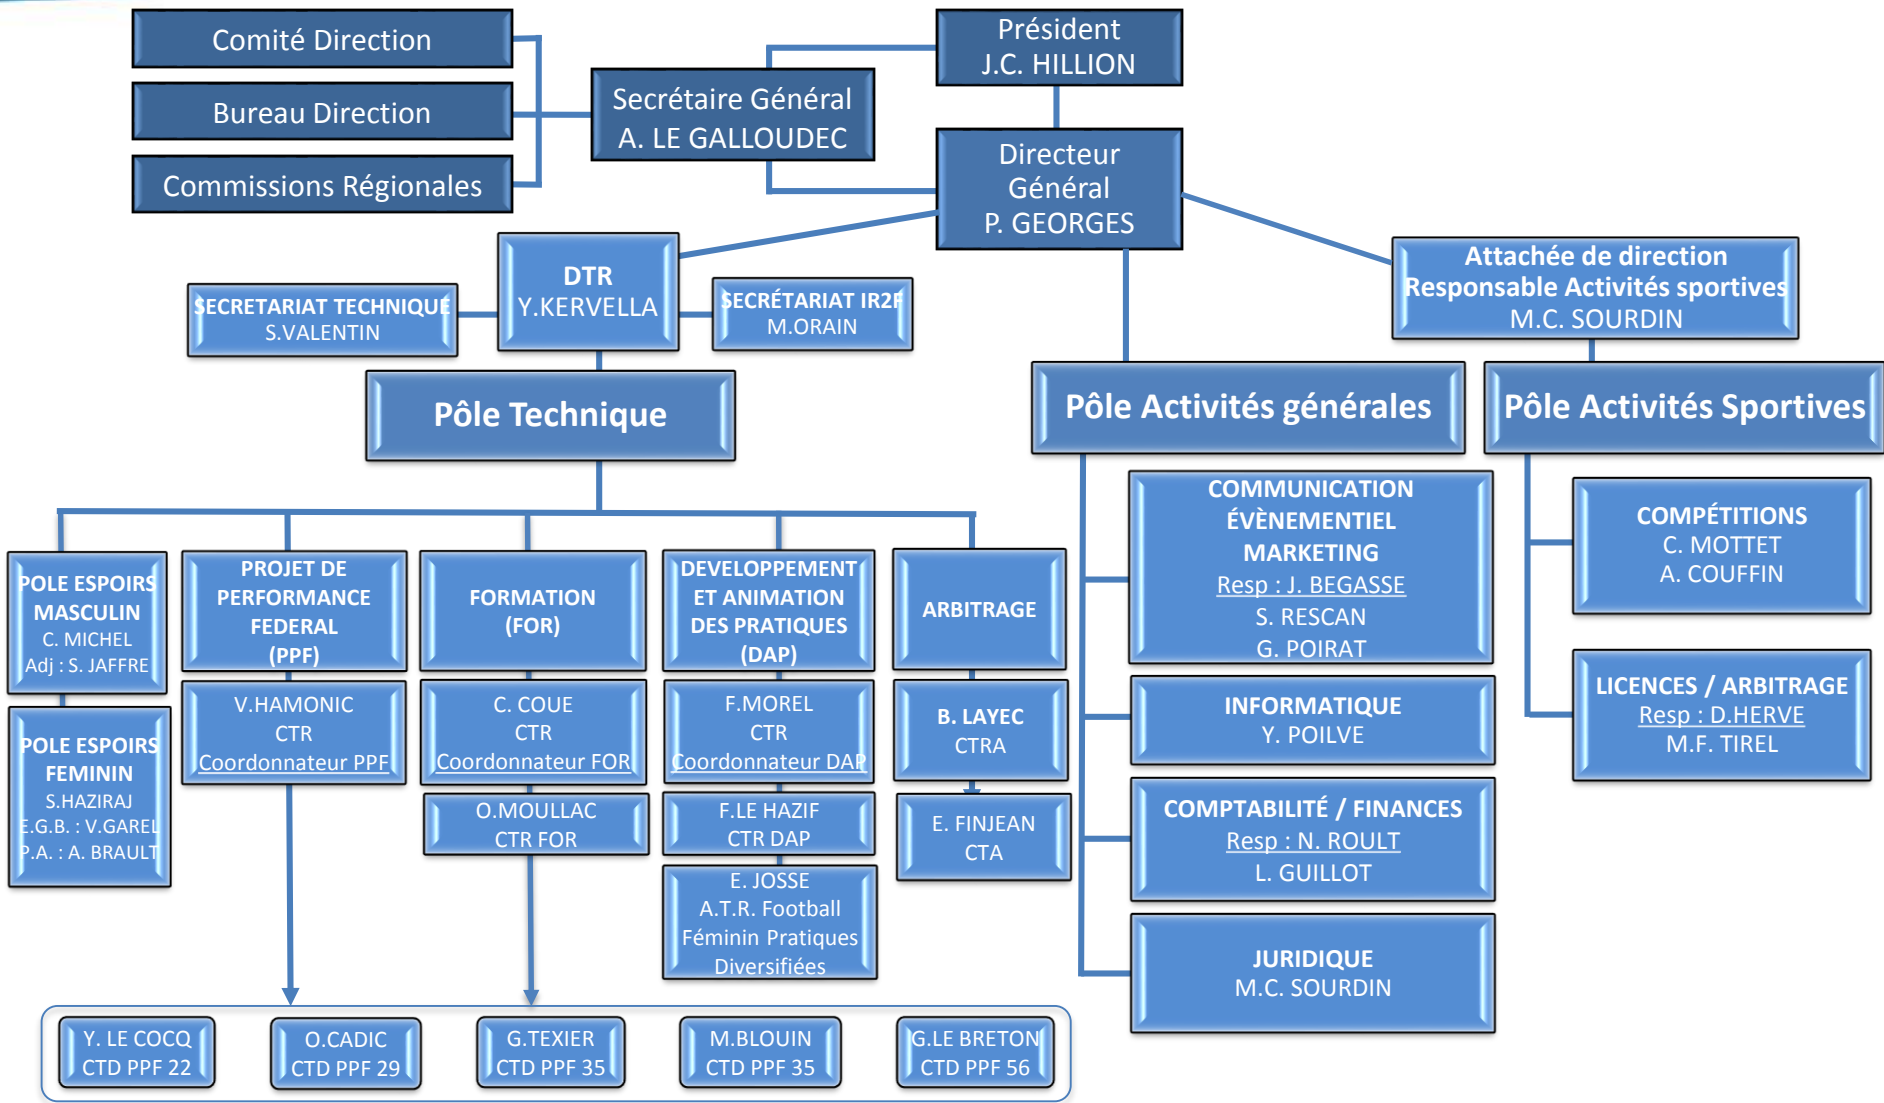 Comité Direction
Bureau Direction
Commissions Régionales
Secrétaire Général
A. LE GALLOUDEC
Président
J.C. HILLION
Directeur
Général
P. GEORGES
DTR
Y.KERVELLA
SECRETARIAT TECHNIQUE
S.VALENTIN
SECRÉTARIAT IR2F
M.ORAIN
Attachée de direction
Responsable Activités sportives
M.C. SOURDIN
Pôle Technique
Pôle Activités générales
Pôle Activités Sportives
POLE ESPOIRS
MASCULIN
C. MICHEL
Adj : S. JAFFRE
POLE ESPOIRS
FEMININ
S.HAZIRAJ
E.G.B. : V.GAREL
P.A. : A. BRAULT
PROJET DE
PERFORMANCE
FEDERAL
(PPF)
V.HAMONIC
CTR
Coordonnateur PPF
FORMATION
(FOR)
C. COUE
CTR
Coordonnateur FOR
O.MOULLAC
CTR FOR
DEVELOPPEMENT
ET ANIMATION
DES PRATIQUES
(DAP)
F.MOREL
CTR
Coordonnateur DAP
F.LE HAZIF
CTR DAP
E. JOSSE
A.T.R. Football
Féminin Pratiques
Diversifiées
ARBITRAGE
B. LAYEC
CTRA
E. FINJEAN
CTA
COMMUNICATION
ÉVÈNEMENTIEL
MARKETING
Resp : J. BEGASSE
S. RESCAN
G. POIRAT
INFORMATIQUE
Y. POILVE
COMPTABILITÉ / FINANCES
Resp : N. ROULT
L. GUILLOT
JURIDIQUE
M.C. SOURDIN
COMPÉTITIONS
C. MOTTET
A. COUFFIN
LICENCES / ARBITRAGE
Resp : D.HERVE
M.F. TIREL
Y. LE COCQ
CTD PPF 22
O.CADIC
CTD PPF 29
G.TEXIER
CTD PPF 35
M.BLOUIN
CTD PPF 35
G.LE BRETON
CTD PPF 56